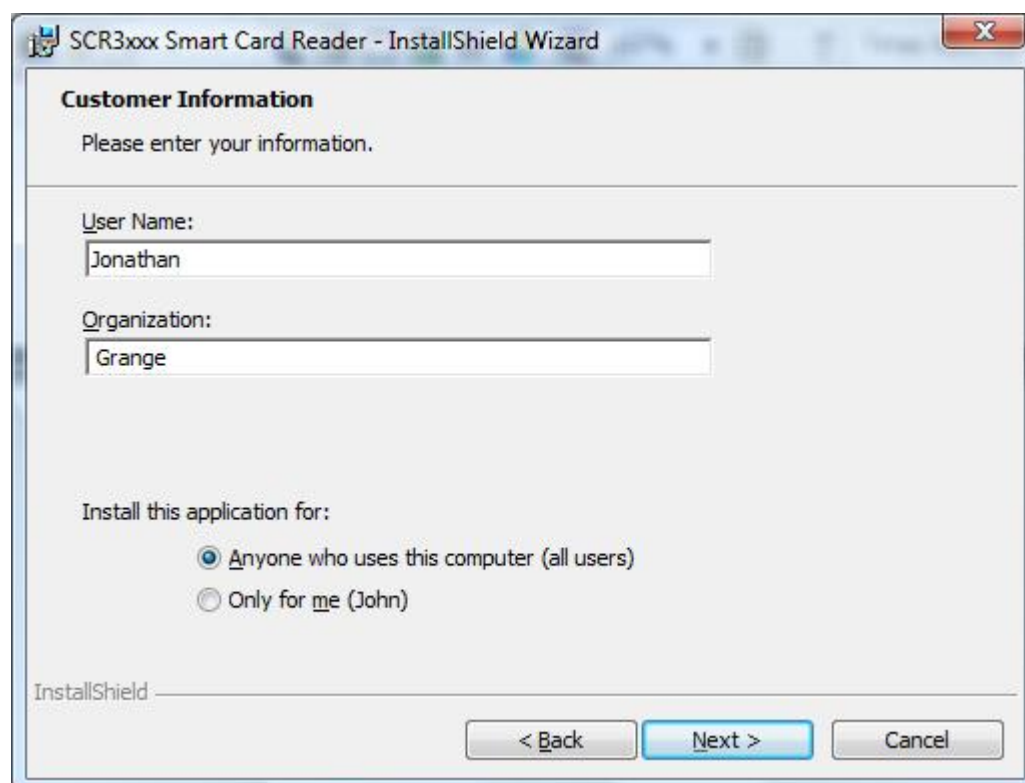 SCR3xxx Smart Card Reader - InstallShield Wizard
Customer Information
Please enter your information.
User Name:
Jonathan
Organization:
Grange
Install this application for:
Anyone who uses this computer (all users)
Only for me (John)
InstallShield
< Back Next > Cancel